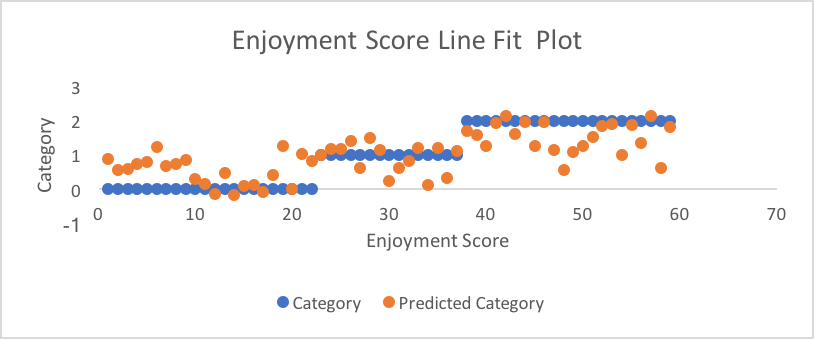 Enjoyment Score Line Fit  Plot
3
2
1
0
-1
Category
0 10 20 30 40 50 60 70
Enjoyment Score
Category Predicted Category